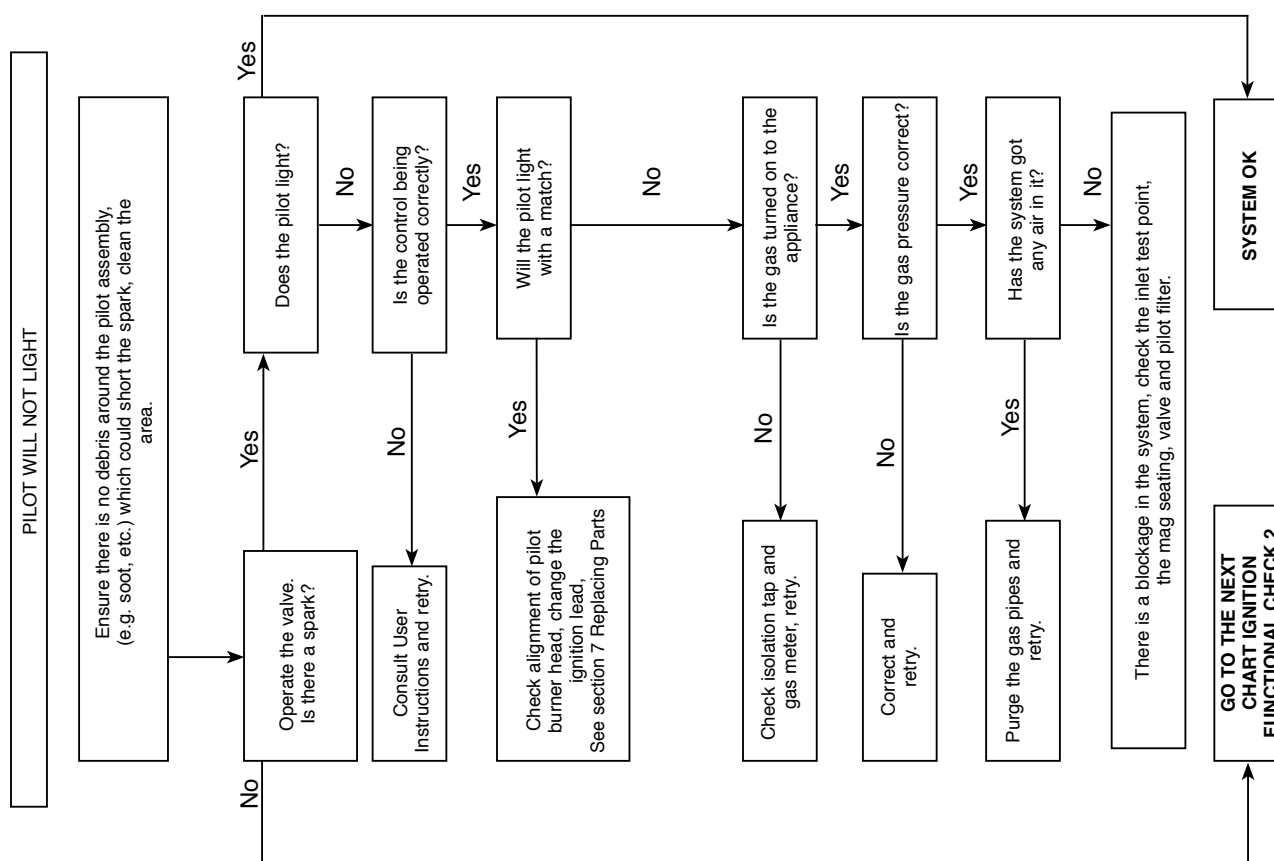 PILOT WILL NOT LIGHT
Ensure there is no debris around the pilot assembly,
(e.g. soot, etc.) which could short the spark, clean the
area.
Operate the valve.
Is there a spark?
No
Yes
Does the pilot light?
Yes
No
Is the control being
operated correctly?
No
Consult User
Instructions and retry.
Yes
Will the pilot light
with a match?
Yes
Check alignment of pilot
burner head, change the
ignition lead,
See section 7 Replacing Parts
No
Is the gas turned on to the
appliance?
No
Check isolation tap and
gas meter, retry.
Yes
Is the gas pressure correct?
No
Correct and
retry.
Yes
Has the system got
any air in it?
Yes
Purge the gas pipes and
retry.
No
There is a blockage in the system, check the inlet test point,
the mag seating, valve and pilot filter.
GO TO THE NEXT
CHART IGNITION
FUNCTIONAL CHECK 2
SYSTEM OK